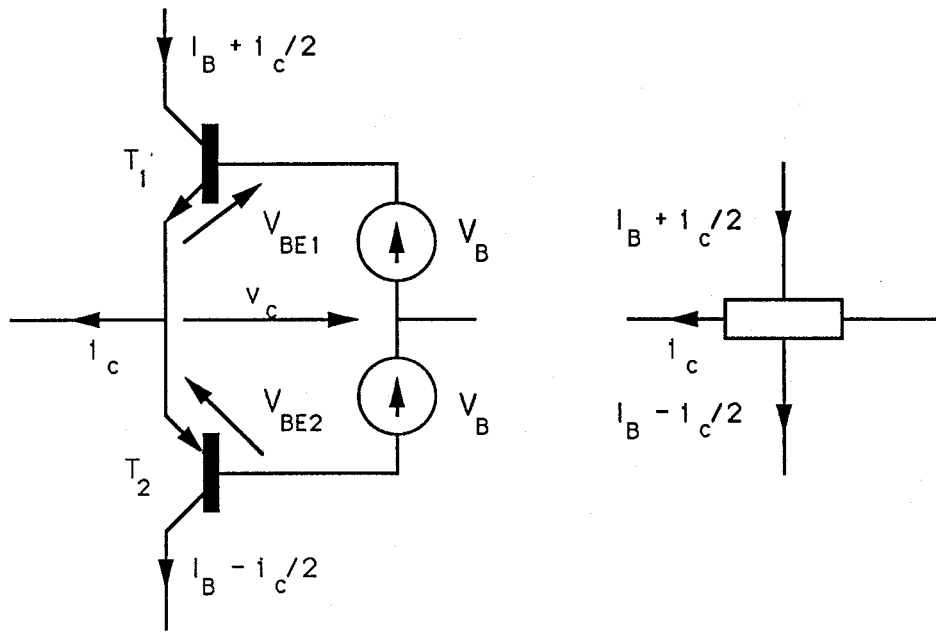 I_B + i_c/2
T_1
V_BE1
V_B
I_B + i_c/2
v_c
i_c
i_c
V_BE2
V_B
I_B - i_c/2
T_2
I_B - i_c/2